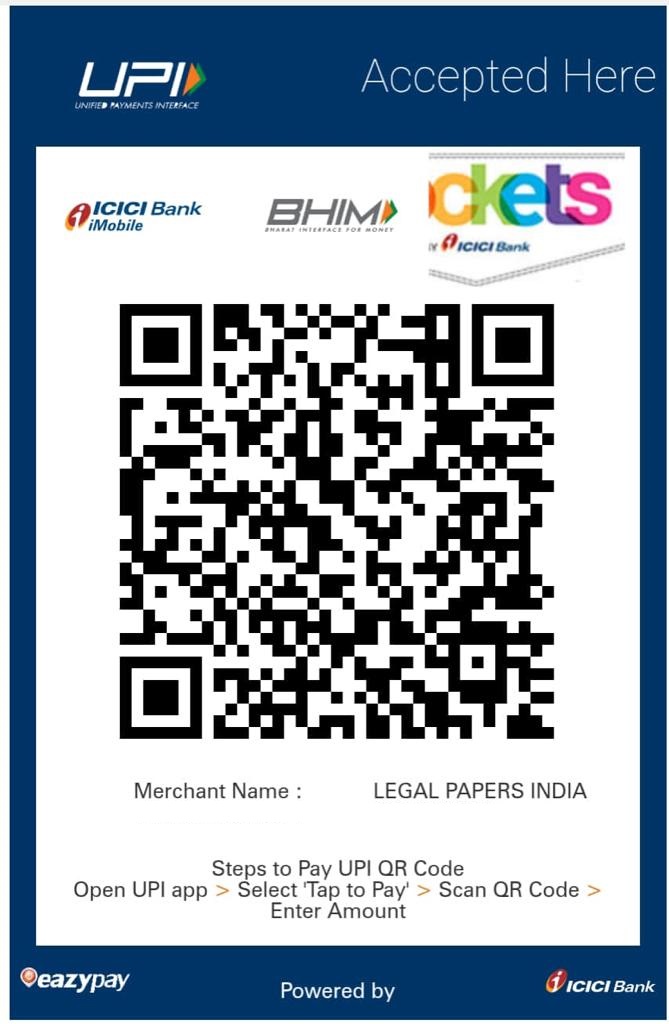 UPI
UNIFIED PAYMENTS INTERFACE
Accepted Here
ICICI Bank
iMobile
BHIM
BHARAT INTERFACE FOR MONEY
ckets
ICICI Bank
Merchant Name : LEGAL PAPERS INDIA
Steps to Pay UPI QR Code
Open UPI app > Select 'Tap to Pay' > Scan QR Code >
Enter Amount
eazypay
Powered by
ICICI Bank